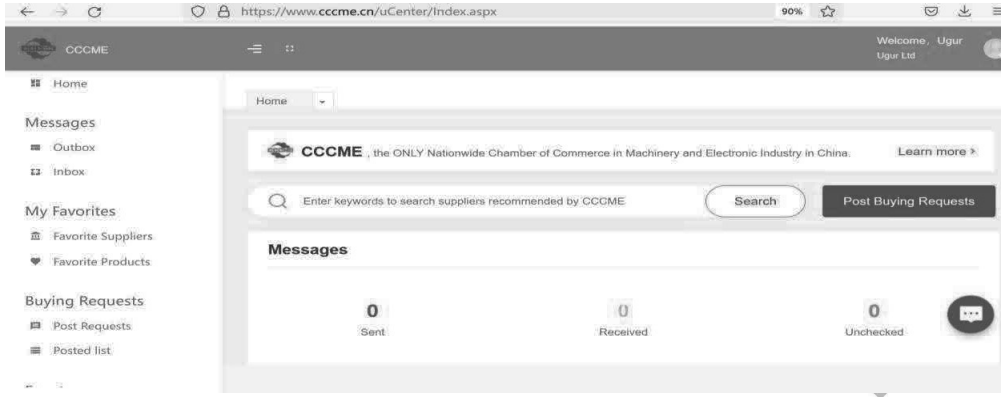 https://www.cccme.cn/uCenter/Index.aspx
90%
CCCME
Welcome, Ugur
Ugur Ltd
Home
Messages
Outbox
Inbox
My Favorites
Favorite Suppliers
Favorite Products
Buying Requests
Post Requests
Posted list
Home
CCCME , the ONLY Nationwide Chamber of Commerce in Machinery and Electronic Industry in China.
Learn more >
Enter keywords to search suppliers recommended by CCCME
Search
Post Buying Requests
Messages
0
Sent
0
Received
0
Unchecked